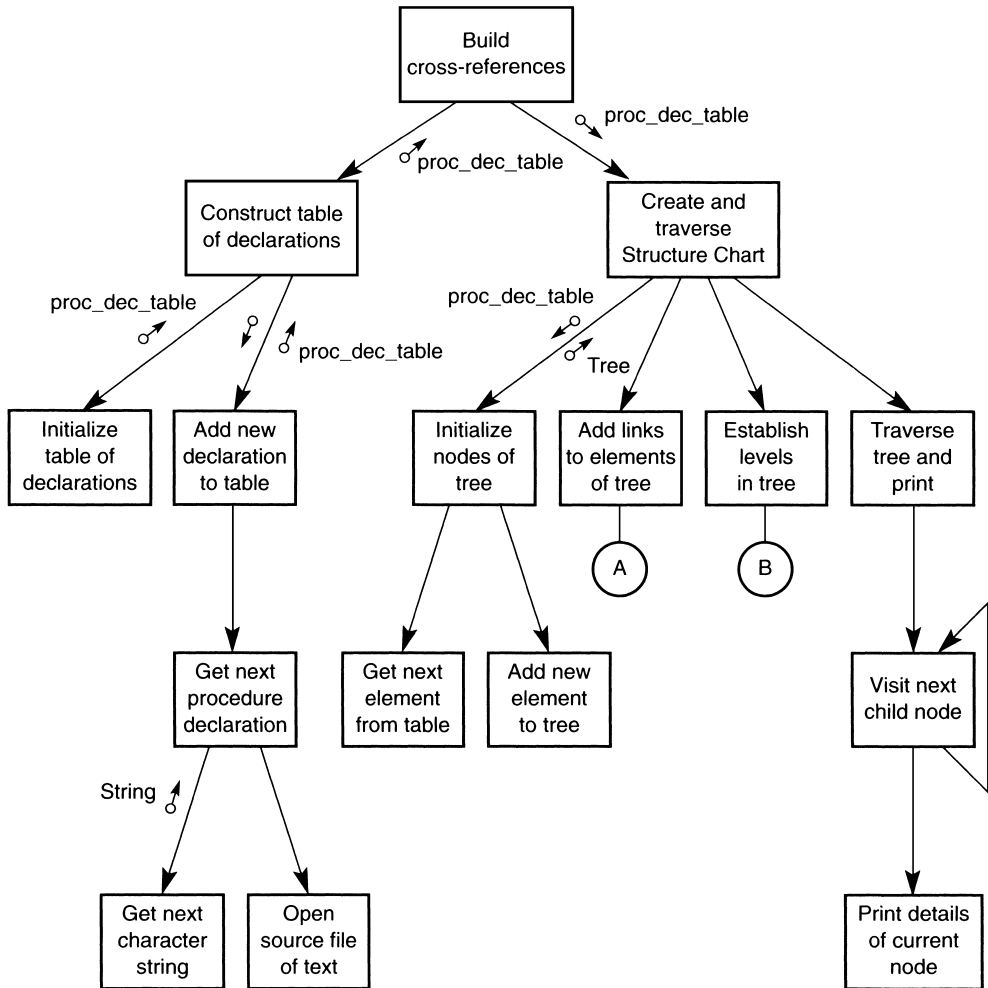 Build
cross-references
proc_dec_table
proc_dec_table
Construct table
of declarations
Create and
traverse
Structure Chart
proc_dec_table
proc_dec_table
proc_dec_table
Tree
Initialize
table of
declarations
Add new
declaration
to table
Initialize
nodes of
tree
Add links
to elements
of tree
Establish
levels
in tree
Traverse
tree and
print
A
B
Get next
procedure
declaration
Get next
element
from table
Add new
element
to tree
Visit next
child node
String
Get next
character
string
Open
source file
of text
Print details
of current
node